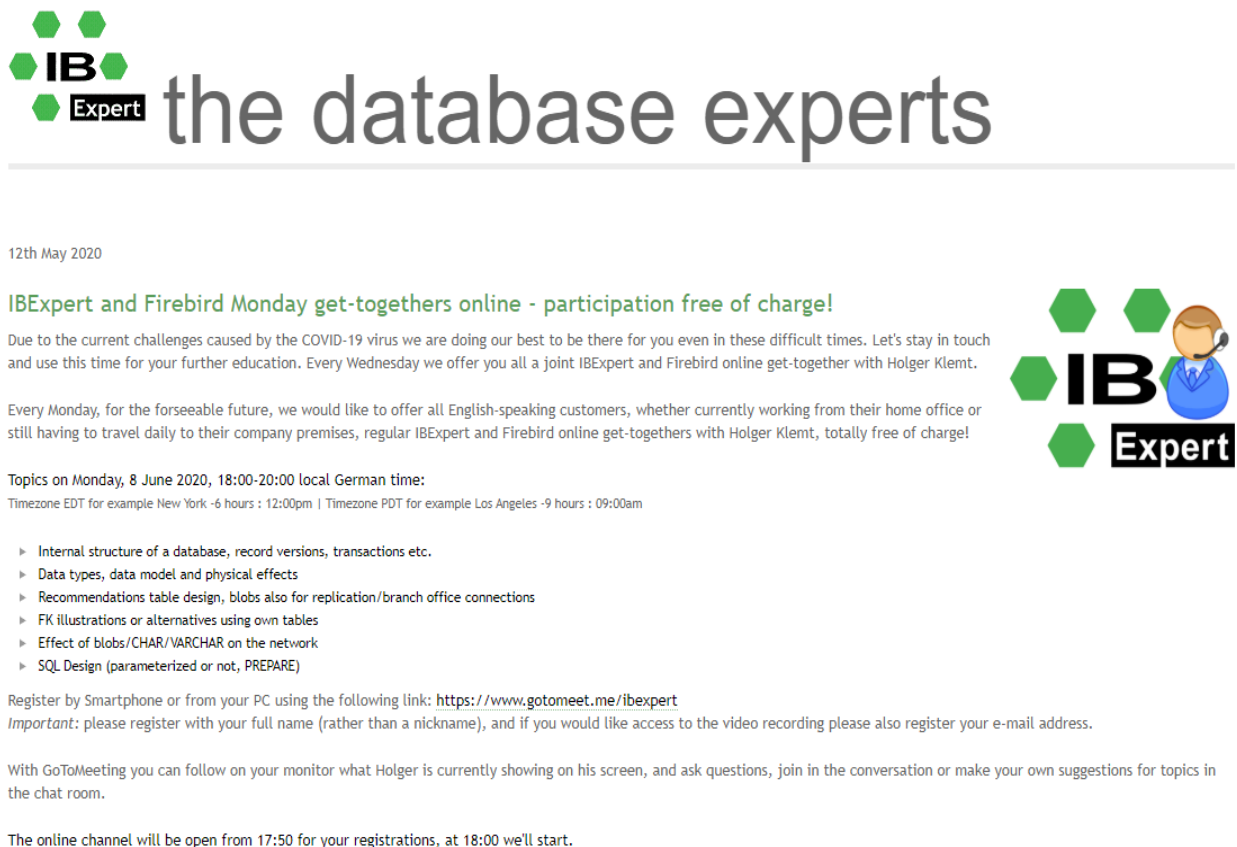 IB
Expert
the database experts
12th May 2020
IBExpert and Firebird Monday get-togethers online - participation free of charge!
Due to the current challenges caused by the COVID-19 virus we are doing our best to be there for you even in these difficult times. Let's stay in touch
and use this time for your further education. Every Wednesday we offer you all a joint IBExpert and Firebird online get-together with Holger Klemt.
IB
Expert
Every Monday, for the forseeable future, we would like to offer all English-speaking customers, whether currently working from their home office or
still having to travel daily to their company premises, regular IBExpert and Firebird online get-togethers with Holger Klemt, totally free of charge!
Topics on Monday, 8 June 2020, 18:00-20:00 local German time:
Timezone EDT for example New York -6 hours : 12:00pm | Timezone PDT for example Los Angeles -9 hours : 09:00am
Internal structure of a database, record versions, transactions etc.
Data types, data model and physical effects
Recommendations table design, blobs also for replication/branch office connections
FK illustrations or alternatives using own tables
Effect of blobs/CHAR/VARCHAR on the network
SQL Design (parameterized or not, PREPARE)
Register by Smartphone or from your PC using the following link: https://www.gotomeet.me/ibexpert
Important: please register with your full name (rather than a nickname), and if you would like access to the video recording please also register your e-mail address.
With GoToMeeting you can follow on your monitor what Holger is currently showing on his screen, and ask questions, join in the conversation or make your own suggestions for topics in
the chat room.
The online channel will be open from 17:50 for your registrations, at 18:00 we'll start.